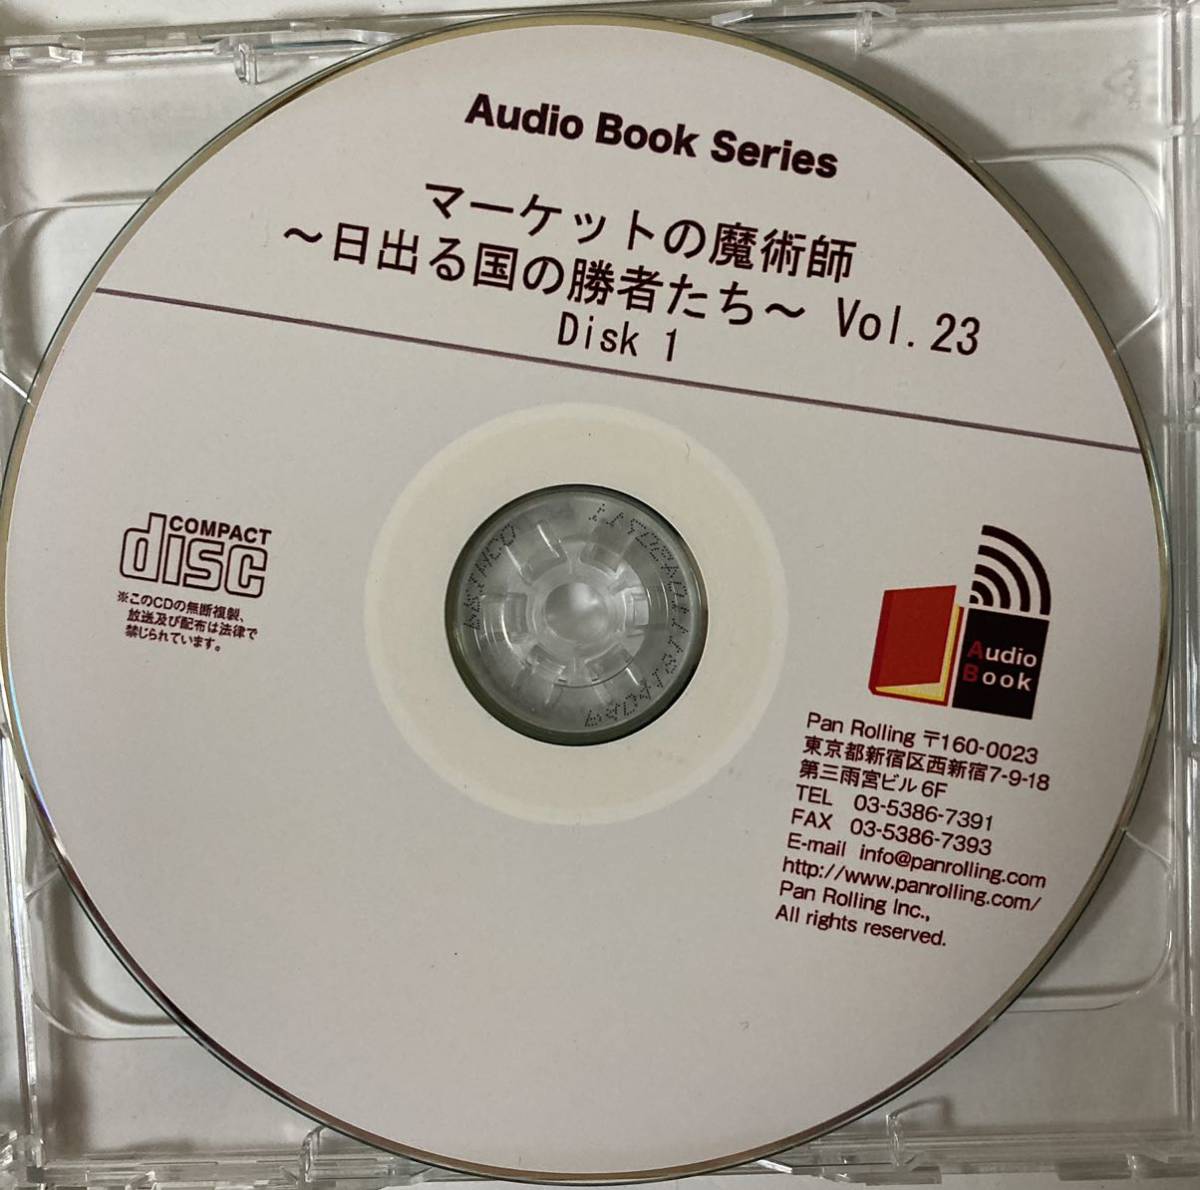 Audio Book Series
マーケットの魔術師
～日出る国の勝者たち～ Vol.23
Disk 1
COMPACT
disc
※このCDの無断複製、
放送及び配布は法律で
禁じられています。
Audio
Book
Pan Rolling 〒160-0023
東京都新宿区西新宿7-9-18
第三雨宮ビル6F
TEL 03-5386-7391
FAX 03-5386-7393
E-mail info@panrolling.com
http://www.panrolling.com/
Pan Rolling Inc.,
All rights reserved.